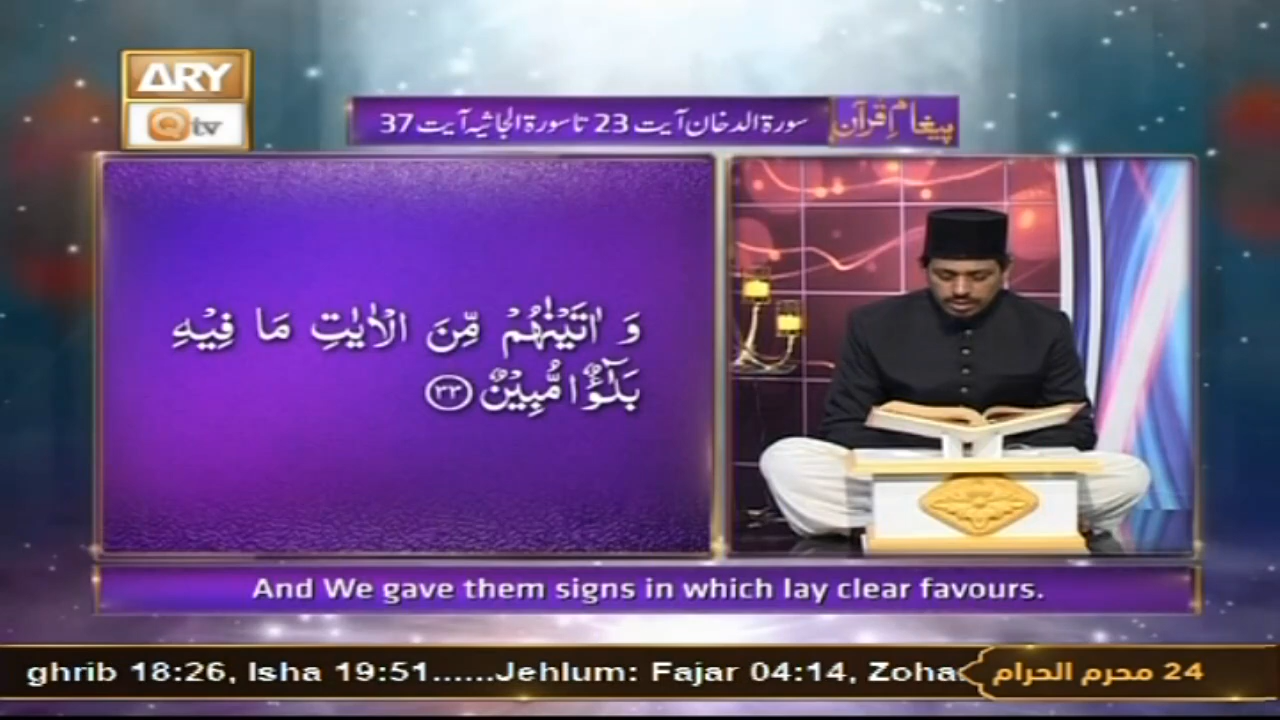 ARY
Qtv
پیغامِ قرآن
سورۃ الدخان آیت 23 تا سورۃ الجاثیہ آیت 37
وَ اٰتَیْنٰهُمْ مِّنَ الْاٰیٰتِ مَا فِیْهِ
بَلٰٓؤٌا مُّبِیْنٌ ﴿۳۳﴾
And We gave them signs in which lay clear favours.
ghrib 18:26, Isha 19:51......Jehlum: Fajar 04:14, Zoha
24 محرم الحرام